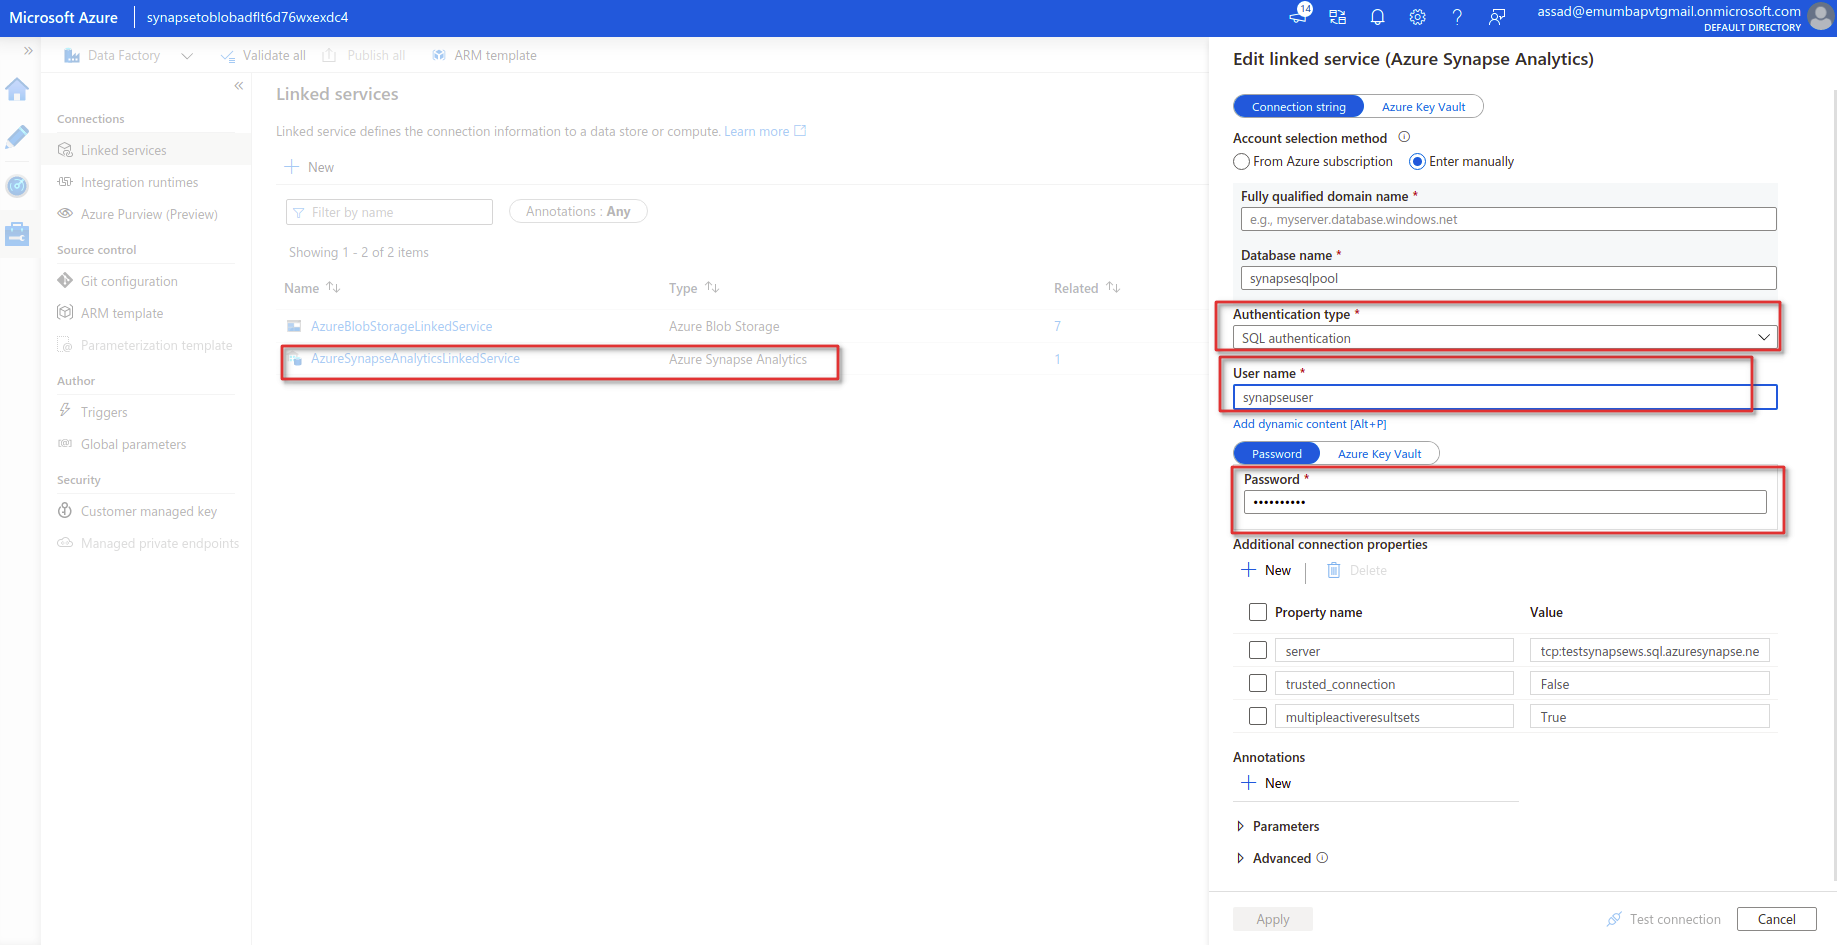 Microsoft Azure
synapsetoblobadflt6d76wxexdc4
14
assad@emumbapvtgmail.onmicrosoft.com
DEFAULT DIRECTORY
Data Factory
Validate all
Publish all
ARM template
Connections
Linked services
Integration runtimes
Azure Purview (Preview)
Source control
Git configuration
ARM template
Parameterization template
Author
Triggers
Global parameters
Security
Customer managed key
Managed private endpoints
Linked services
Linked service defines the connection information to a data store or compute. Learn more
New
Filter by name
Annotations : Any
Showing 1 - 2 of 2 items
Name Type Related
AzureBlobStorageLinkedService Azure Blob Storage 7
AzureSynapseAnalyticsLinkedService Azure Synapse Analytics 1
Edit linked service (Azure Synapse Analytics)
Connection string Azure Key Vault
Account selection method
From Azure subscription Enter manually
Fully qualified domain name *
e.g., myserver.database.windows.net
Database name *
synapsesqlpool
Authentication type *
SQL authentication
User name *
synapseuser
Add dynamic content [Alt+P]
Password Azure Key Vault
Password *
••••••••••
Additional connection properties
New Delete
Property name Value
server tcp:testsynapsews.sql.azuresynapse.ne
trusted_connection False
multipleactiveresultsets True
Annotations
New
Parameters
Advanced
Apply Test connection Cancel